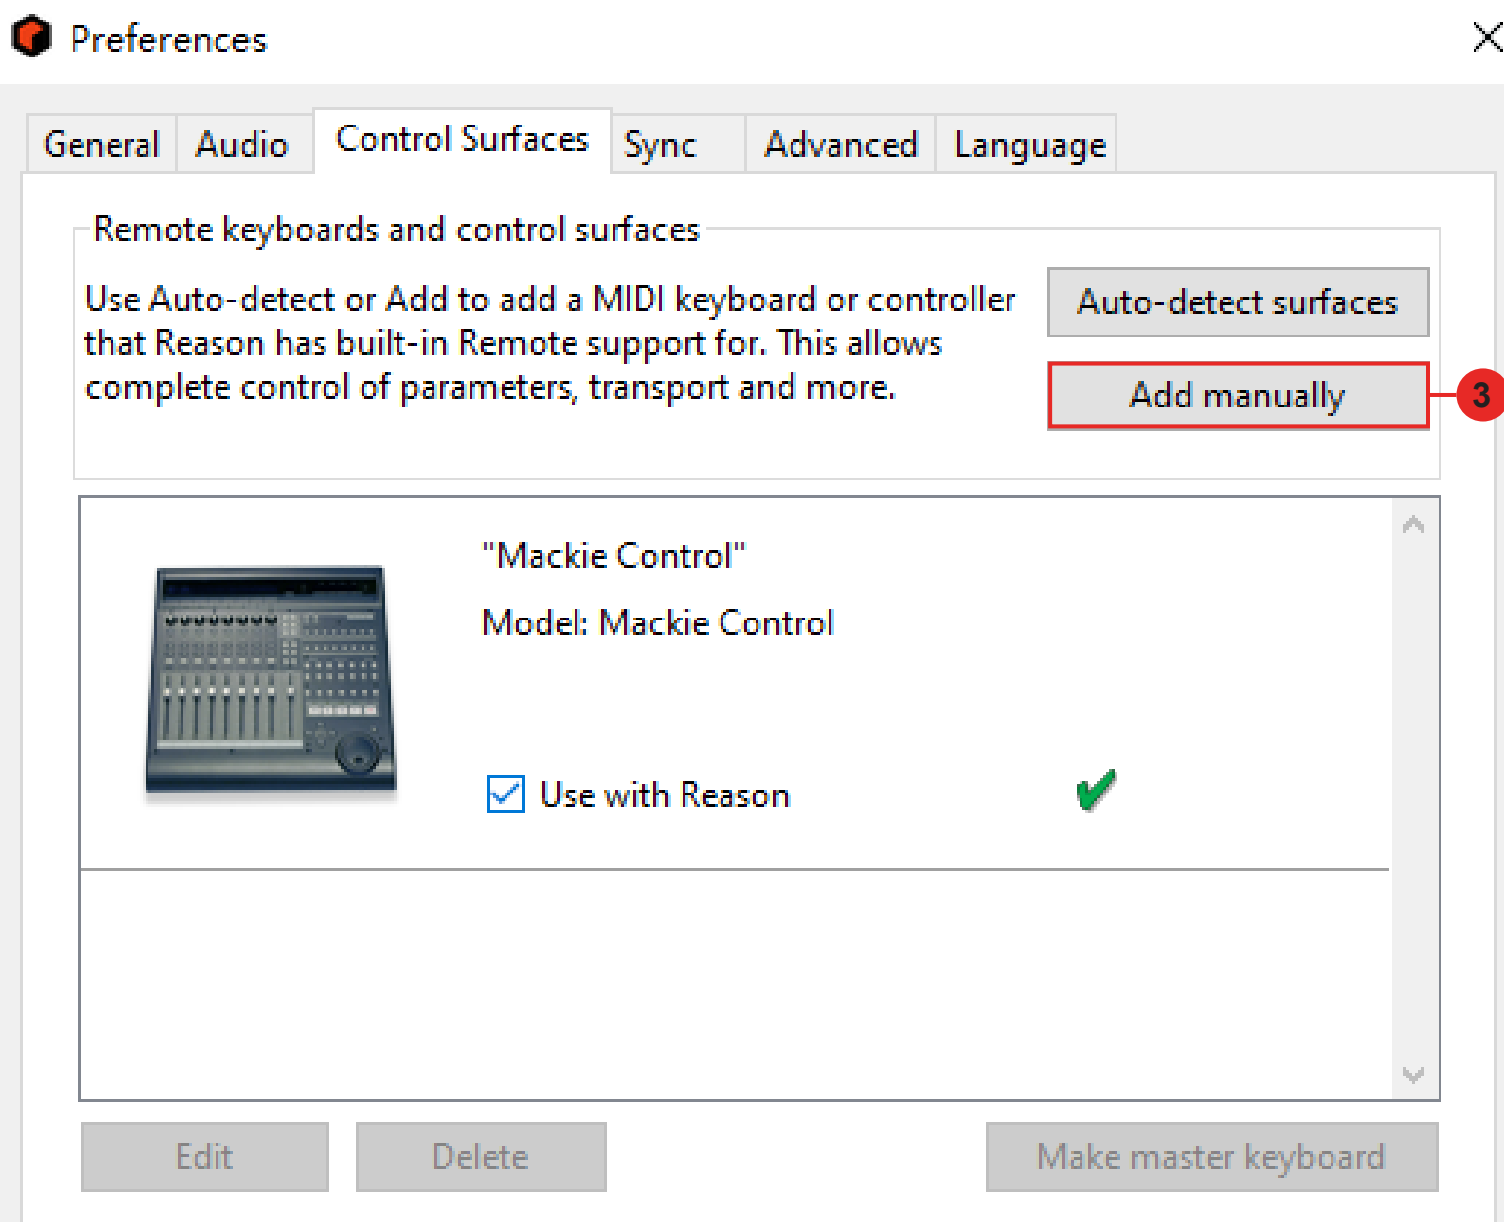 Preferences
General Audio Control Surfaces Sync Advanced Language
Remote keyboards and control surfaces
Use Auto-detect or Add to add a MIDI keyboard or controller
that Reason has built-in Remote support for. This allows
complete control of parameters, transport and more.
Auto-detect surfaces
Add manually
3
"Mackie Control"
Model: Mackie Control
Use with Reason
Edit Delete Make master keyboard